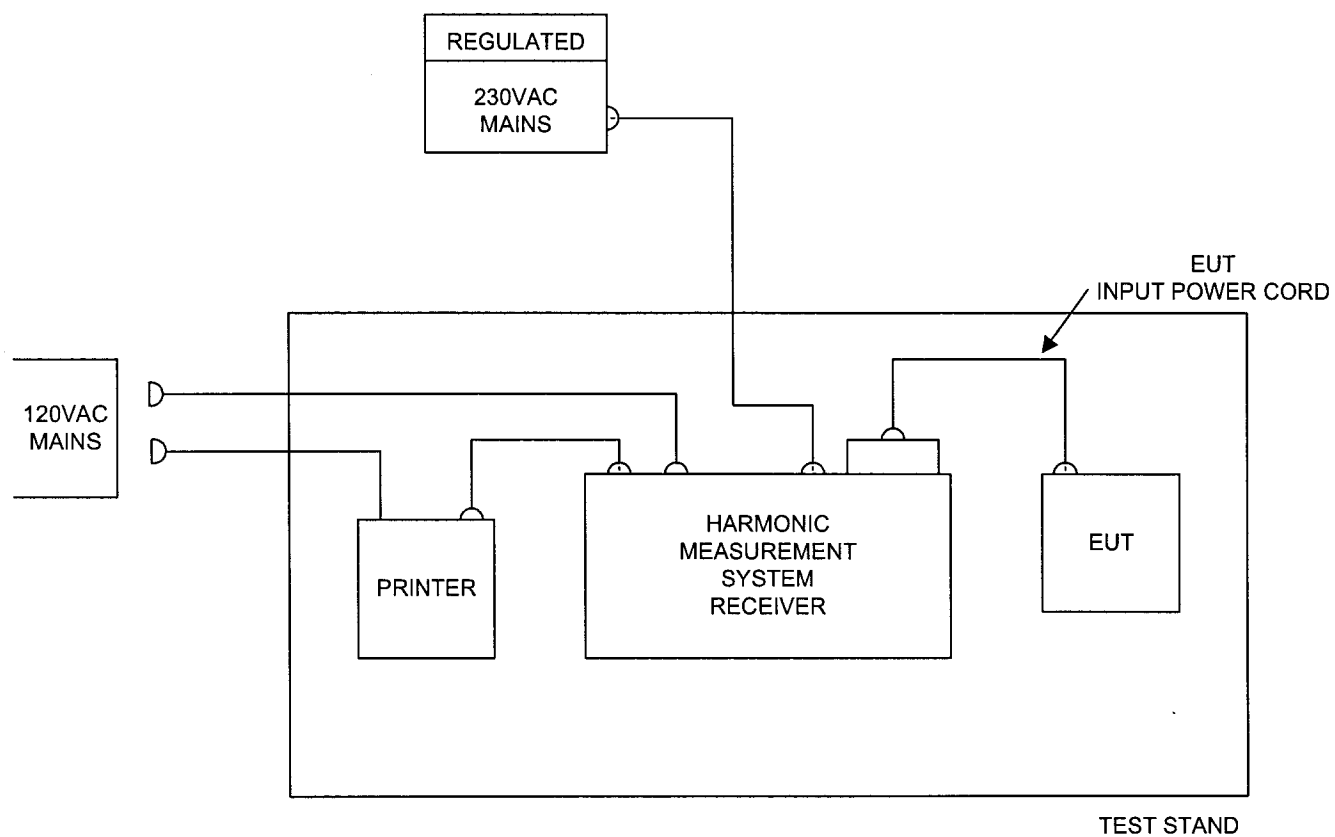 REGULATED
230VAC
MAINS
EUT
INPUT POWER CORD
120VAC
MAINS
PRINTER
HARMONIC
MEASUREMENT
SYSTEM
RECEIVER
EUT
TEST STAND